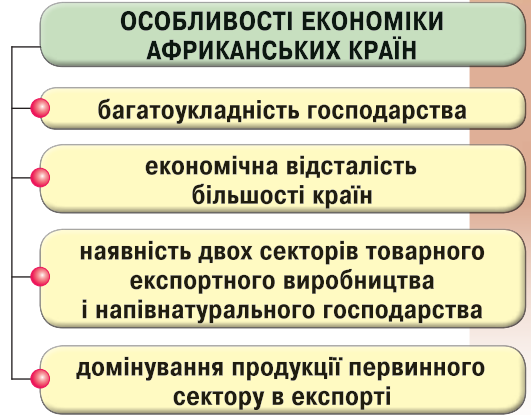 ОСОБЛИВОСТІ ЕКОНОМІКИ
АФРИКАНСЬКИХ КРАЇН
багатоукладність господарства
економічна відсталість
більшості країн
наявність двох секторів товарного
експортного виробництва
і напівнатурального господарства
домінування продукції первинного
сектору в експорті